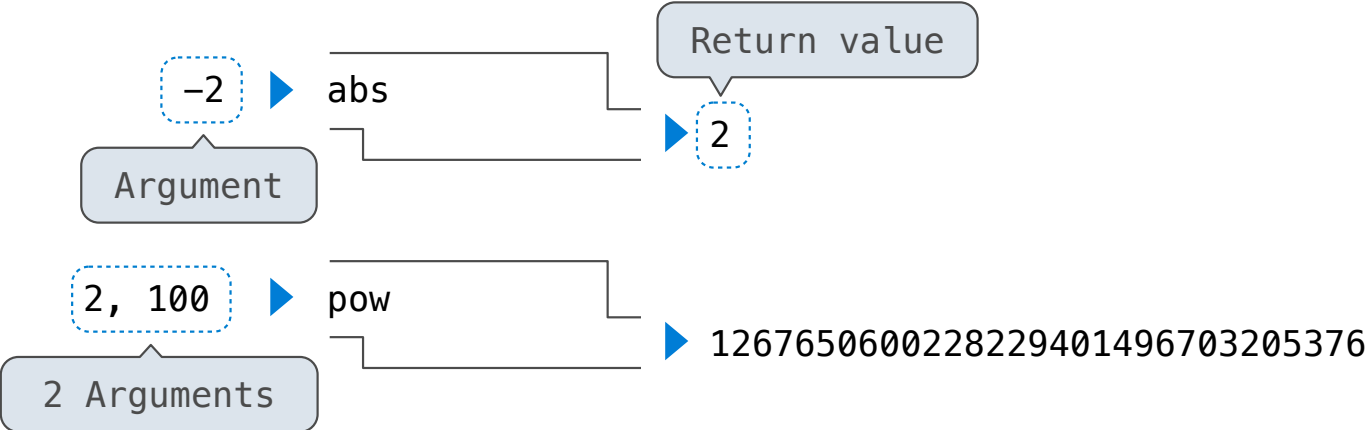 Return value
-2 abs
2
Argument
2, 100 pow
1267650600228229401496703205376
2 Arguments